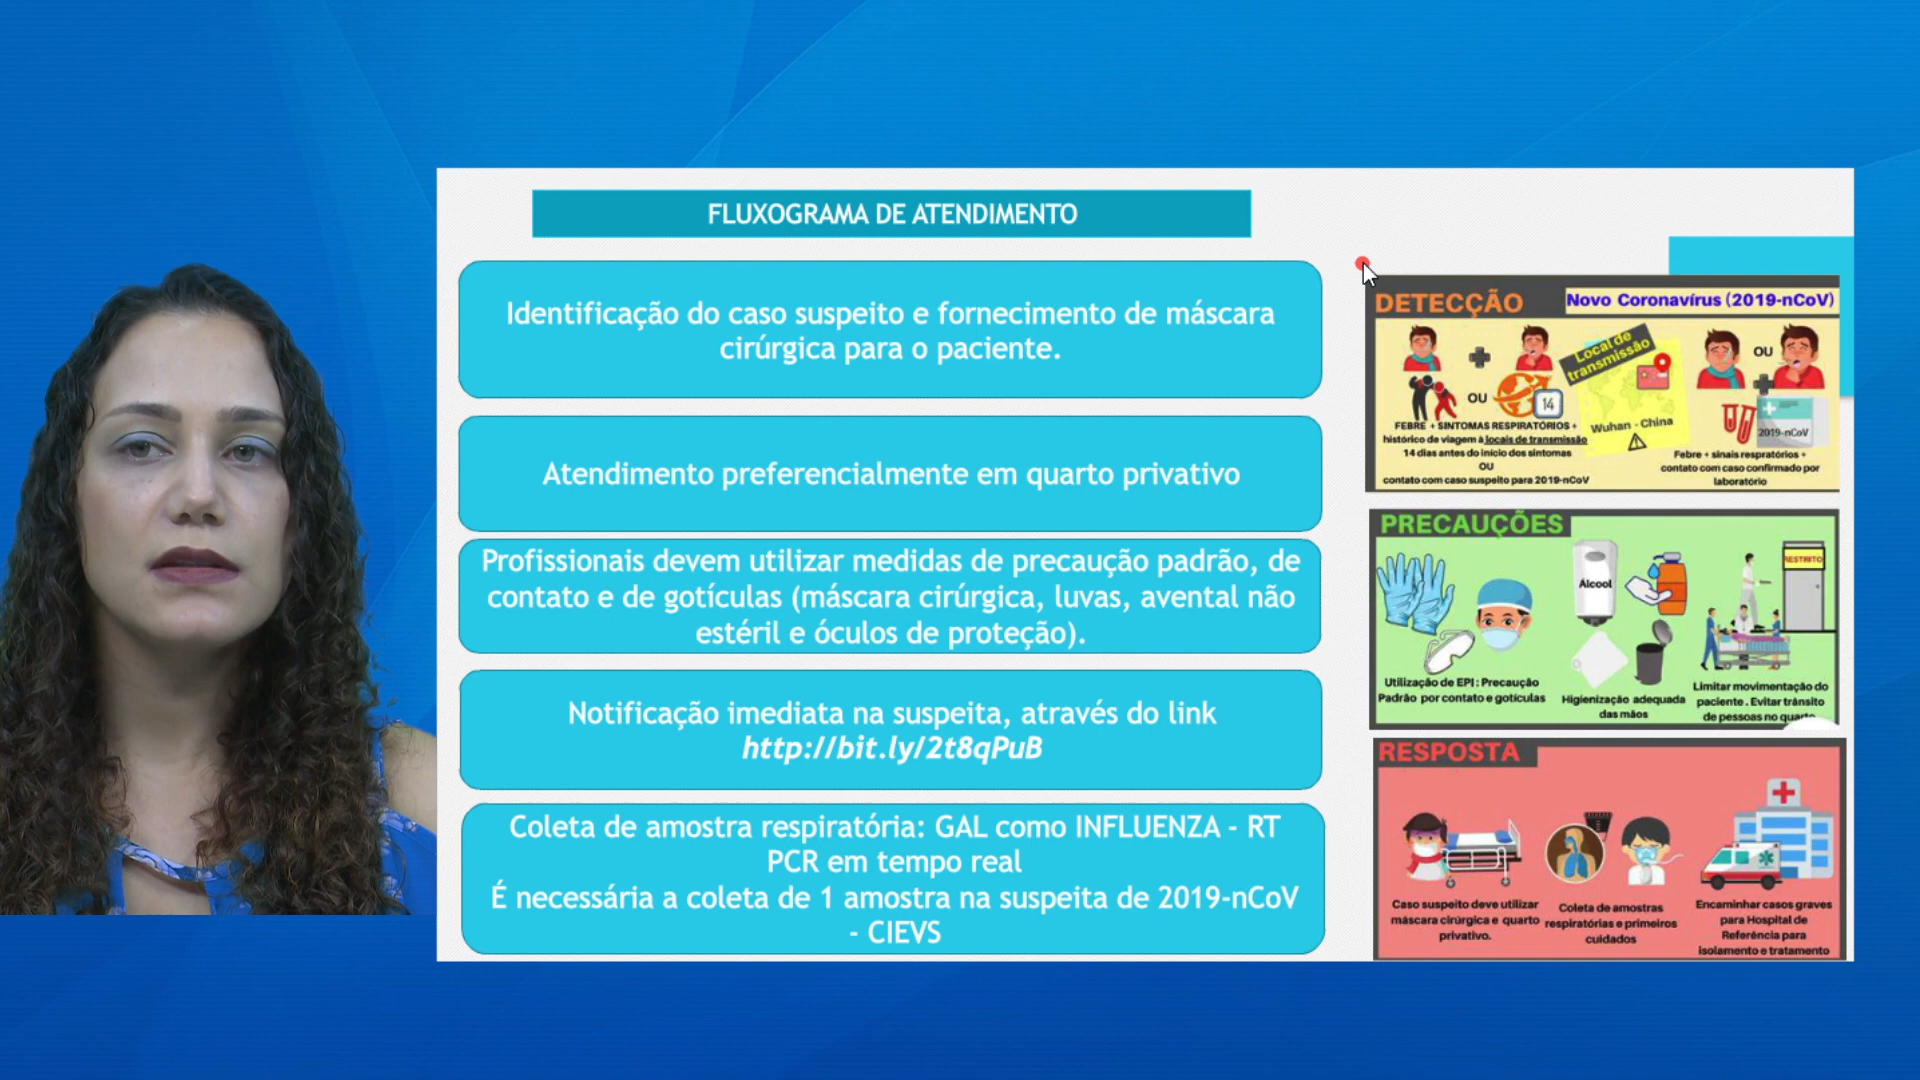 FLUXOGRAMA DE ATENDIMENTO
Identificação do caso suspeito e fornecimento de máscara
cirúrgica para o paciente.
Atendimento preferencialmente em quarto privativo
Profissionais devem utilizar medidas de precaução padrão, de
contato e de gotículas (máscara cirúrgica, luvas, avental não
estéril e óculos de proteção).
Notificação imediata na suspeita, através do link
http://bit.ly/2t8qPuB
Coleta de amostra respiratória: GAL como INFLUENZA - RT
PCR em tempo real
É necessária a coleta de 1 amostra na suspeita de 2019-nCoV
- CIEVS
DETECÇÃO
Novo Coronavírus (2019-nCoV)
OU
14
FEBRE + SINTOMAS RESPIRATÓRIOS +
histórico de viagem à locais de transmissão
14 dias antes do início dos sintomas
OU
contato com caso suspeito para 2019-nCoV
Local de
transmissão
Wuhan - China
OU
2019-nCoV
Febre + sinais respratórios +
contato com caso confirmado por
laboratório
PRECAUÇÕES
Utilização de EPI : Precaução
Padrão por contato e gotículas
Álcool
Higienização adequada
das mãos
RESTRITO
Limitar movimentação do
paciente . Evitar trânsito
de pessoas no quarto
RESPOSTA
Caso suspeito deve utilizar
máscara cirúrgica e quarto
privativo.
Coleta de amostras
respiratórias e primeiros
cuidados
Encaminhar casos graves
para Hospital de
Referência para
isolamento e tratamento